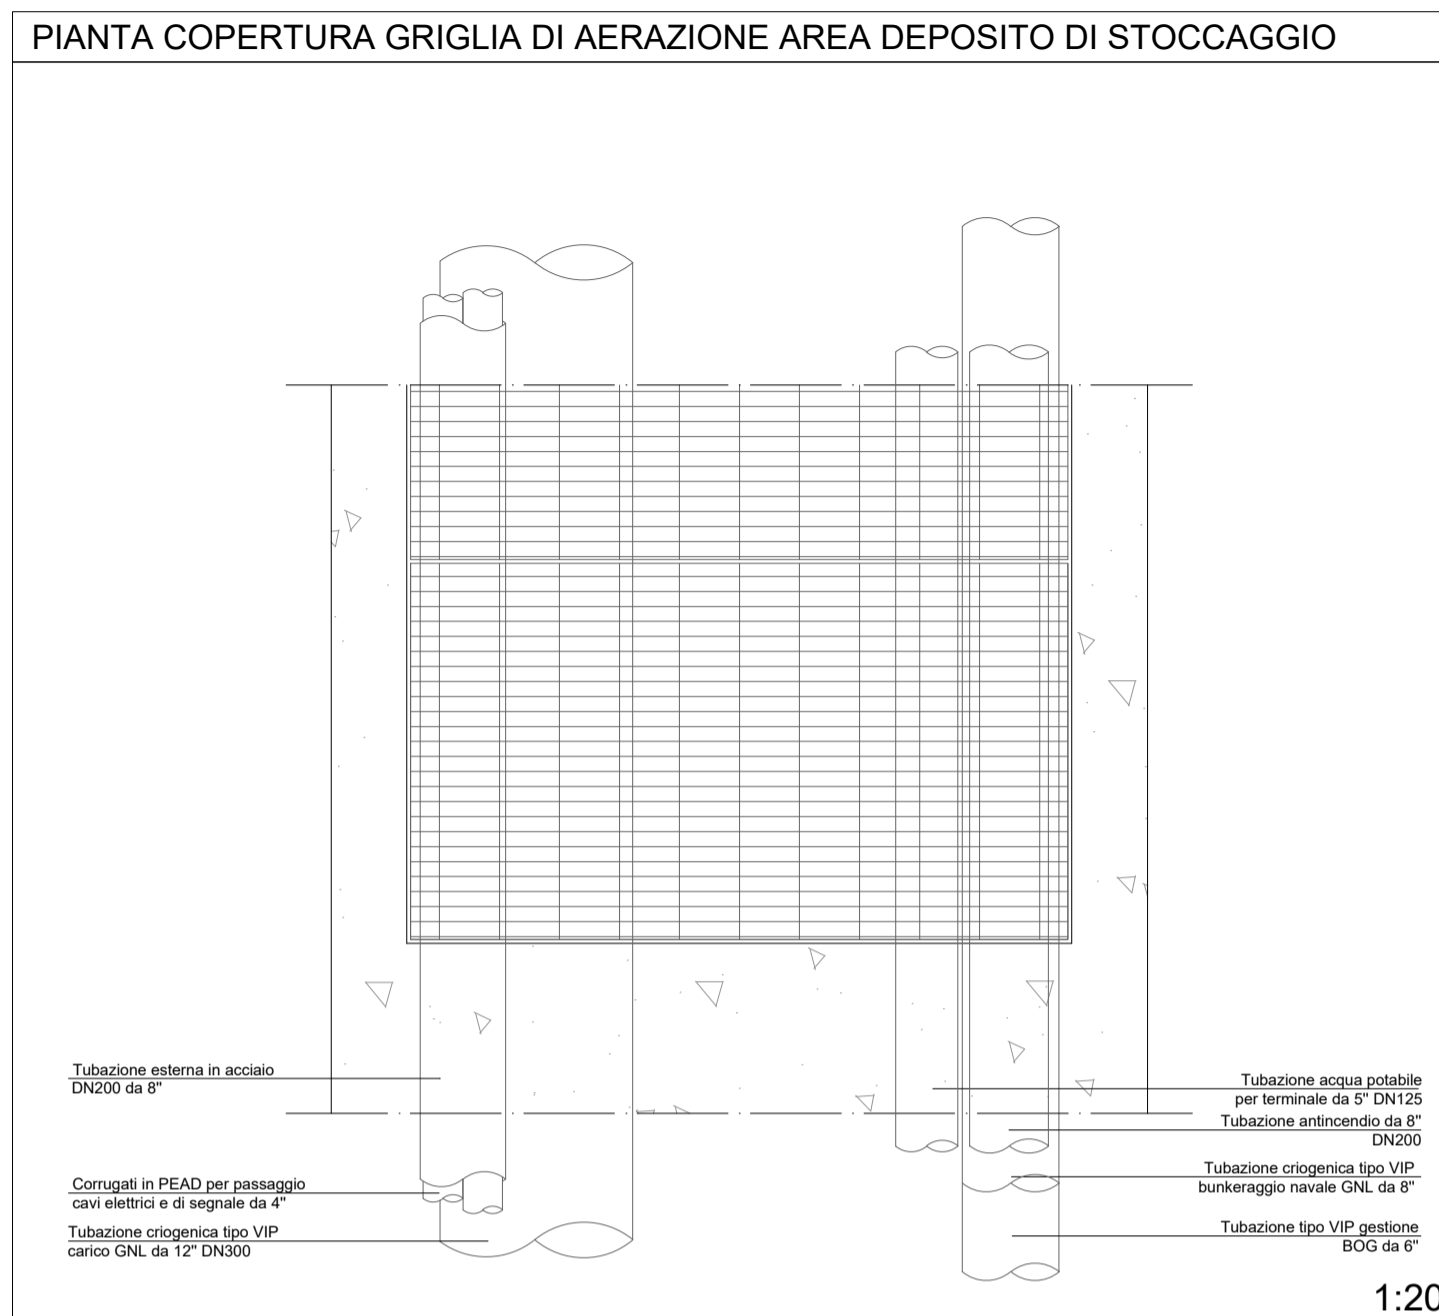 PIANTA COPERTURA GRIGLIA DI AERAZIONE AREA DEPOSITO DI STOCCAGGIO
Tubazione esterna in acciaio
DN200 da 8"
Corrugati in PEAD per passaggio
cavi elettrici e di segnale da 4"
Tubazione criogenica tipo VIP
carico GNL da 12" DN300
Tubazione acqua potabile
per terminale da 5" DN125
Tubazione antincendio da 8"
DN200
Tubazione criogenica tipo VIP
bunkeraggio navale GNL da 8"
Tubazione tipo VIP gestione
BOG da 6"
1:20